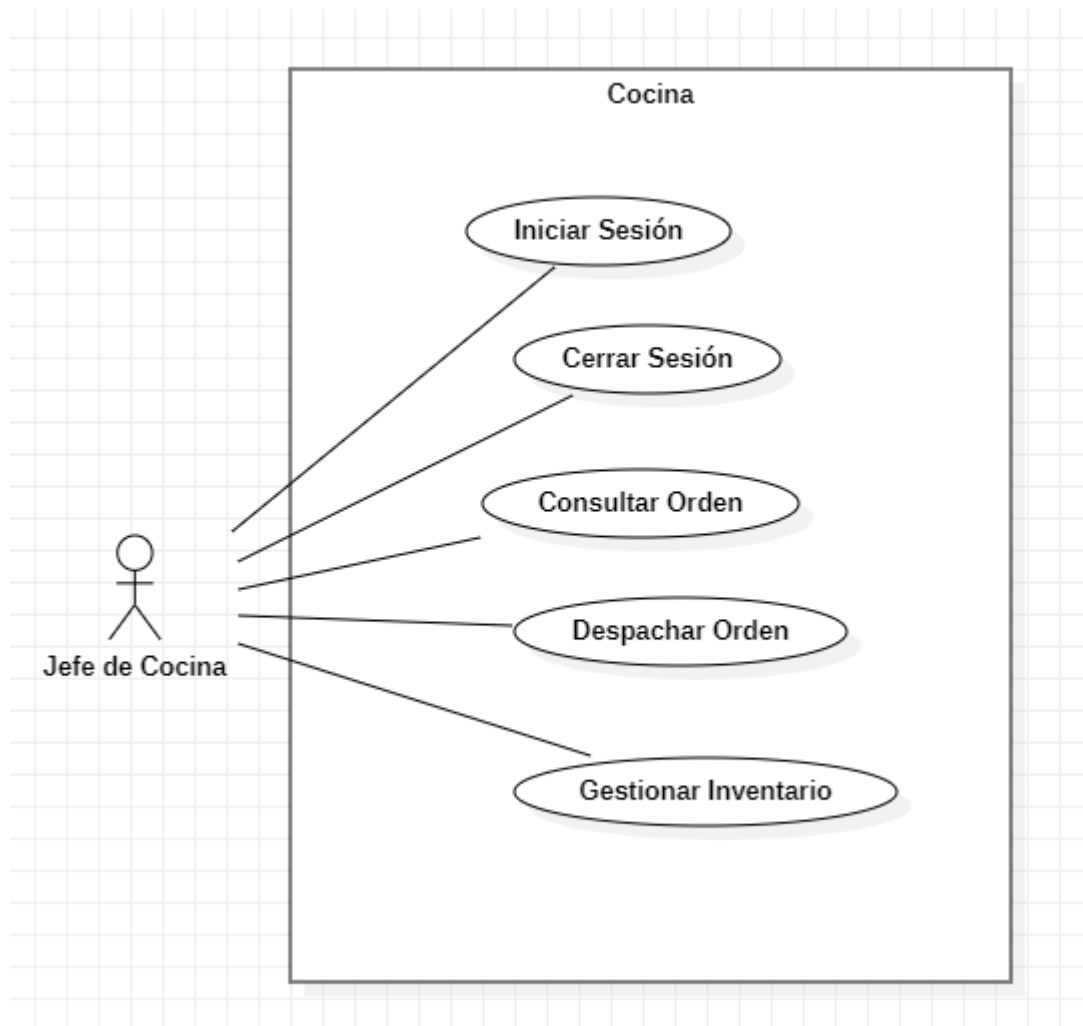 Cocina
Iniciar Sesión
Cerrar Sesión
Consultar Orden
Despachar Orden
Jefe de Cocina
Gestionar Inventario